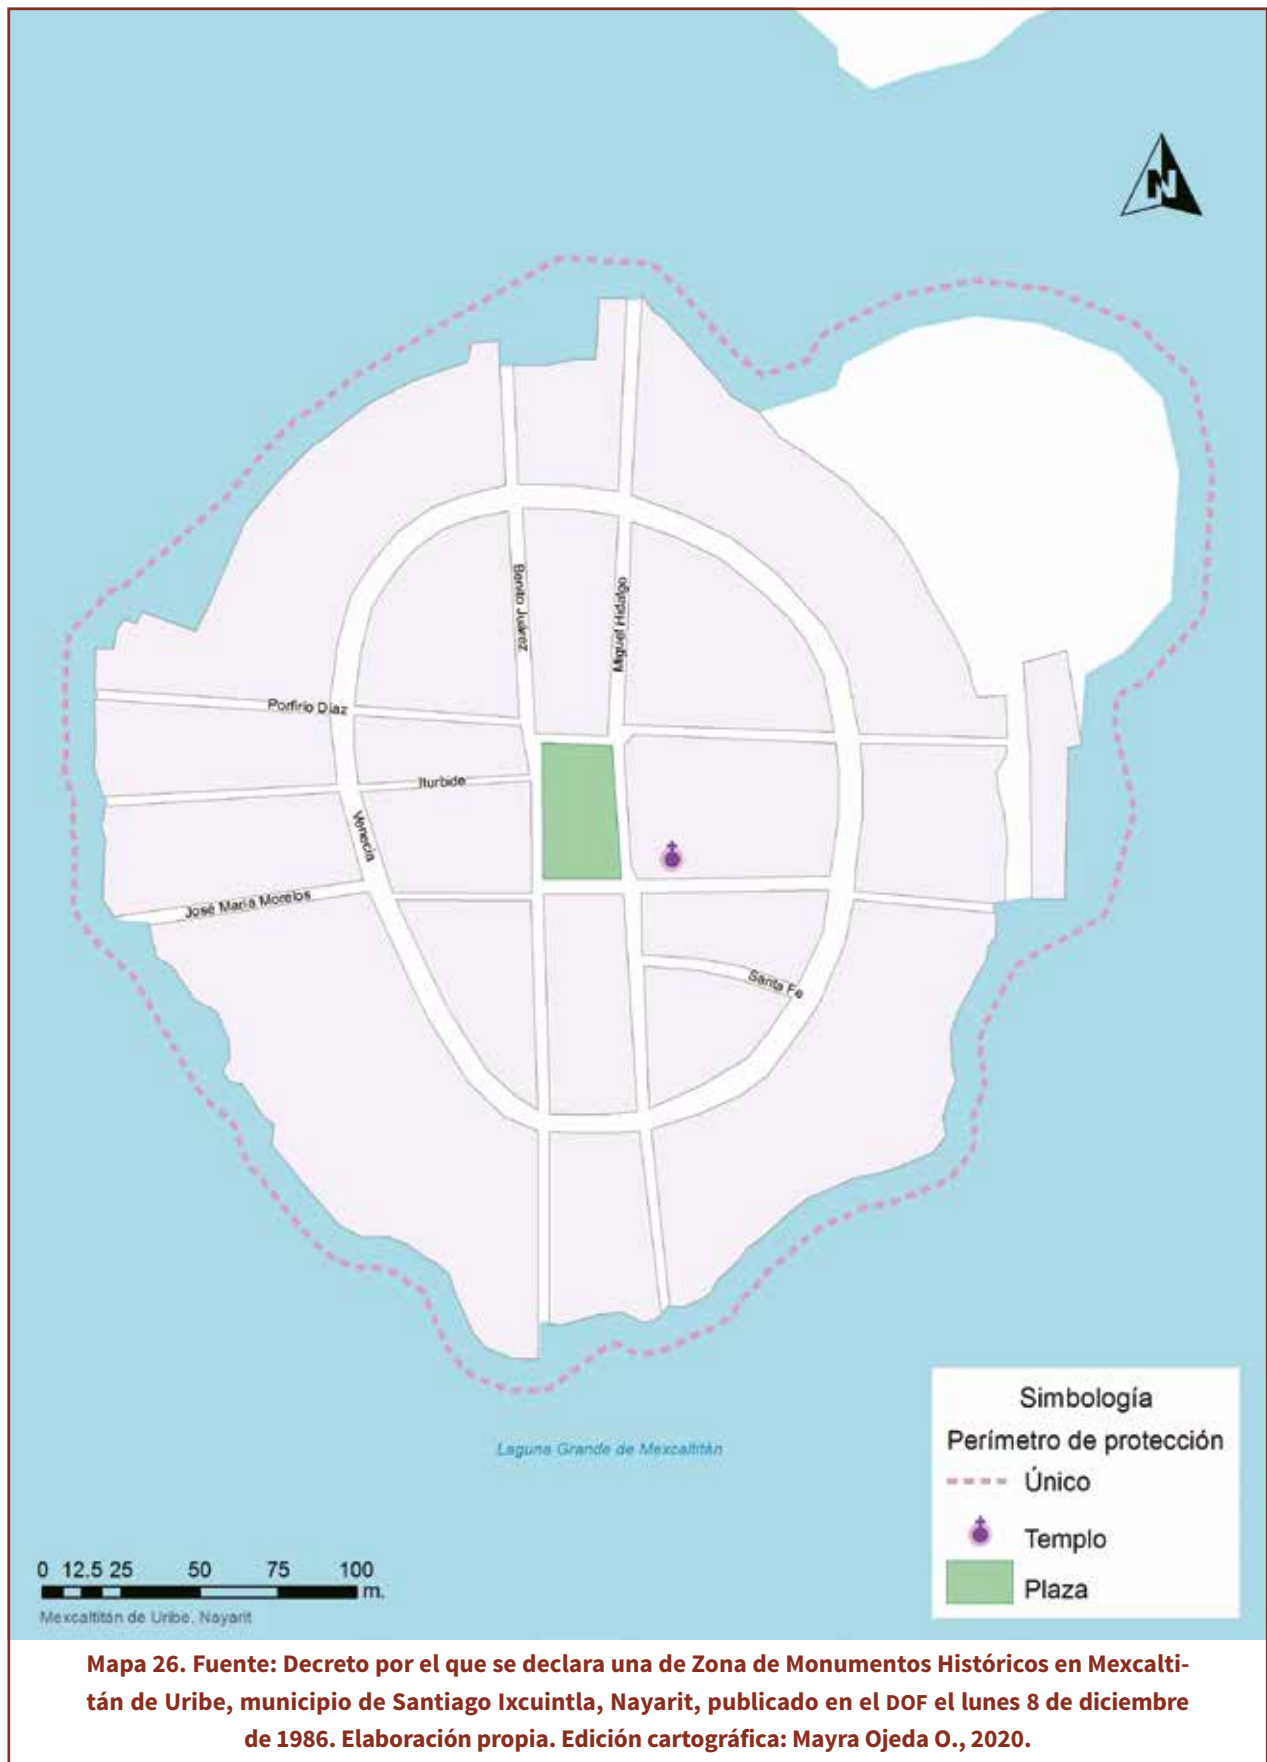 N
Benito Juárez
Miguel Hidalgo
Porfirio Díaz
Iturbide
Venecia
José María Morelos
Santa Fe
Laguna Grande de Mexcaltitán
Simbología
Perímetro de protección
Único
Templo
Plaza
0 12.5 25 50 75 100
m.
Mexcaltitán de Uribe, Nayarit
Mapa 26. Fuente: Decreto por el que se declara una de Zona de Monumentos Históricos en Mexcalti-
tán de Uribe, municipio de Santiago Ixcuintla, Nayarit, publicado en el DOF el lunes 8 de diciembre
de 1986. Elaboración propia. Edición cartográfica: Mayra Ojeda O., 2020.